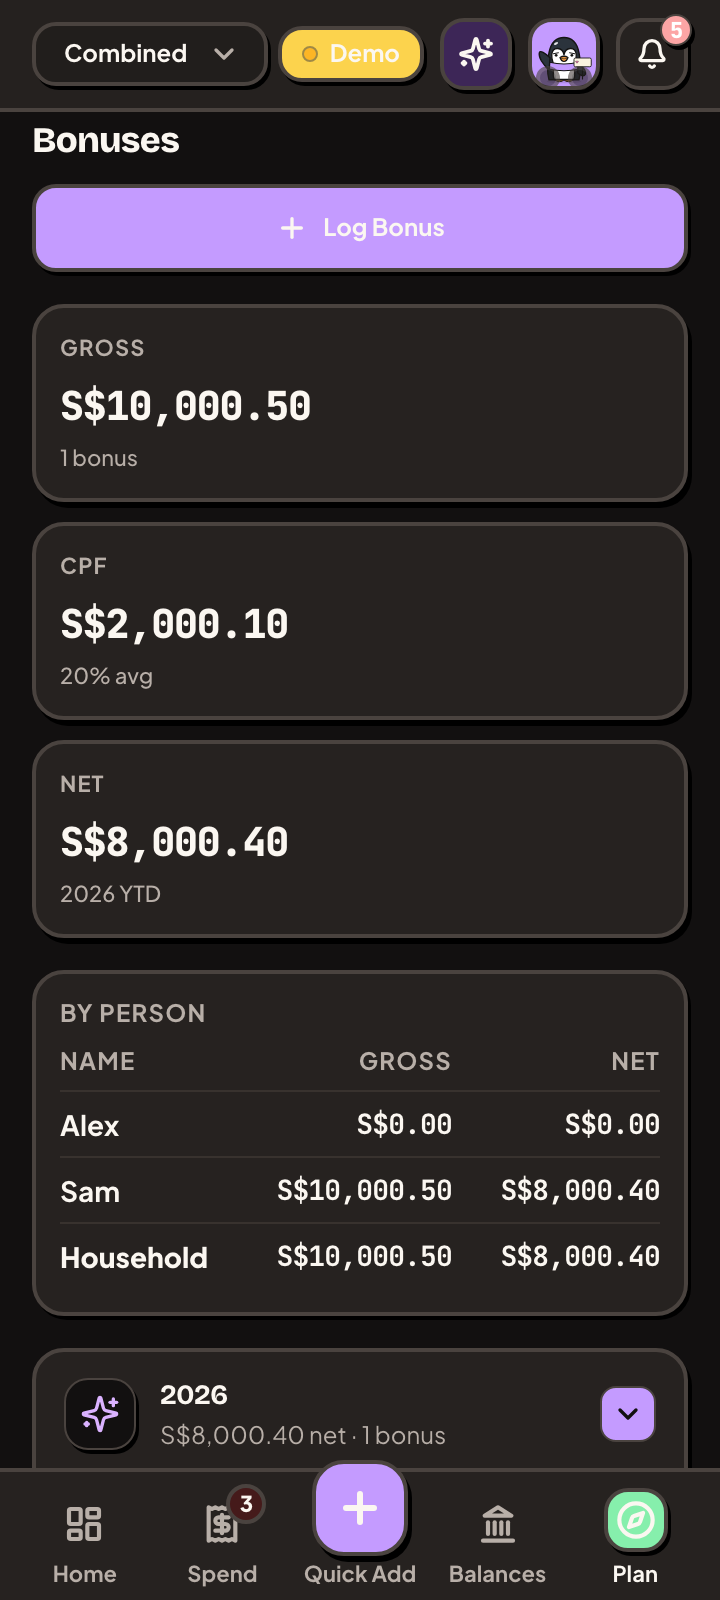 Combined
Demo
5
Bonuses
Log Bonus
GROSS
S$10,000.50
1 bonus
CPF
S$2,000.10
20% avg
NET
S$8,000.40
2026 YTD
BY PERSON
NAME GROSS NET
Alex S$0.00 S$0.00
Sam S$10,000.50 S$8,000.40
Household S$10,000.50 S$8,000.40
2026
S$8,000.40 net · 1 bonus
3
Home Spend Quick Add Balances Plan